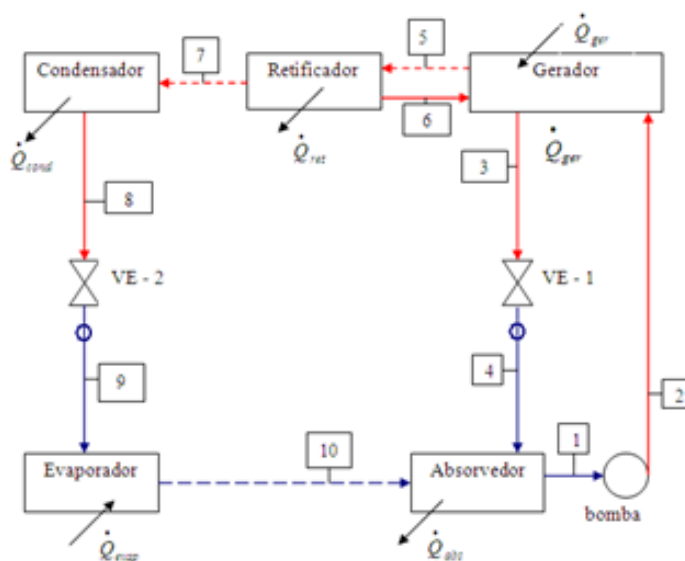 7
5
Q̇ger
Condensador
Retificador
Gerador
6
Q̇cond
Q̇ret
3
Q̇ger
8
VE - 2
VE - 1
9
4
2
10
1
Evaporador
Absorvedor
bomba
Q̇evap
Q̇abs